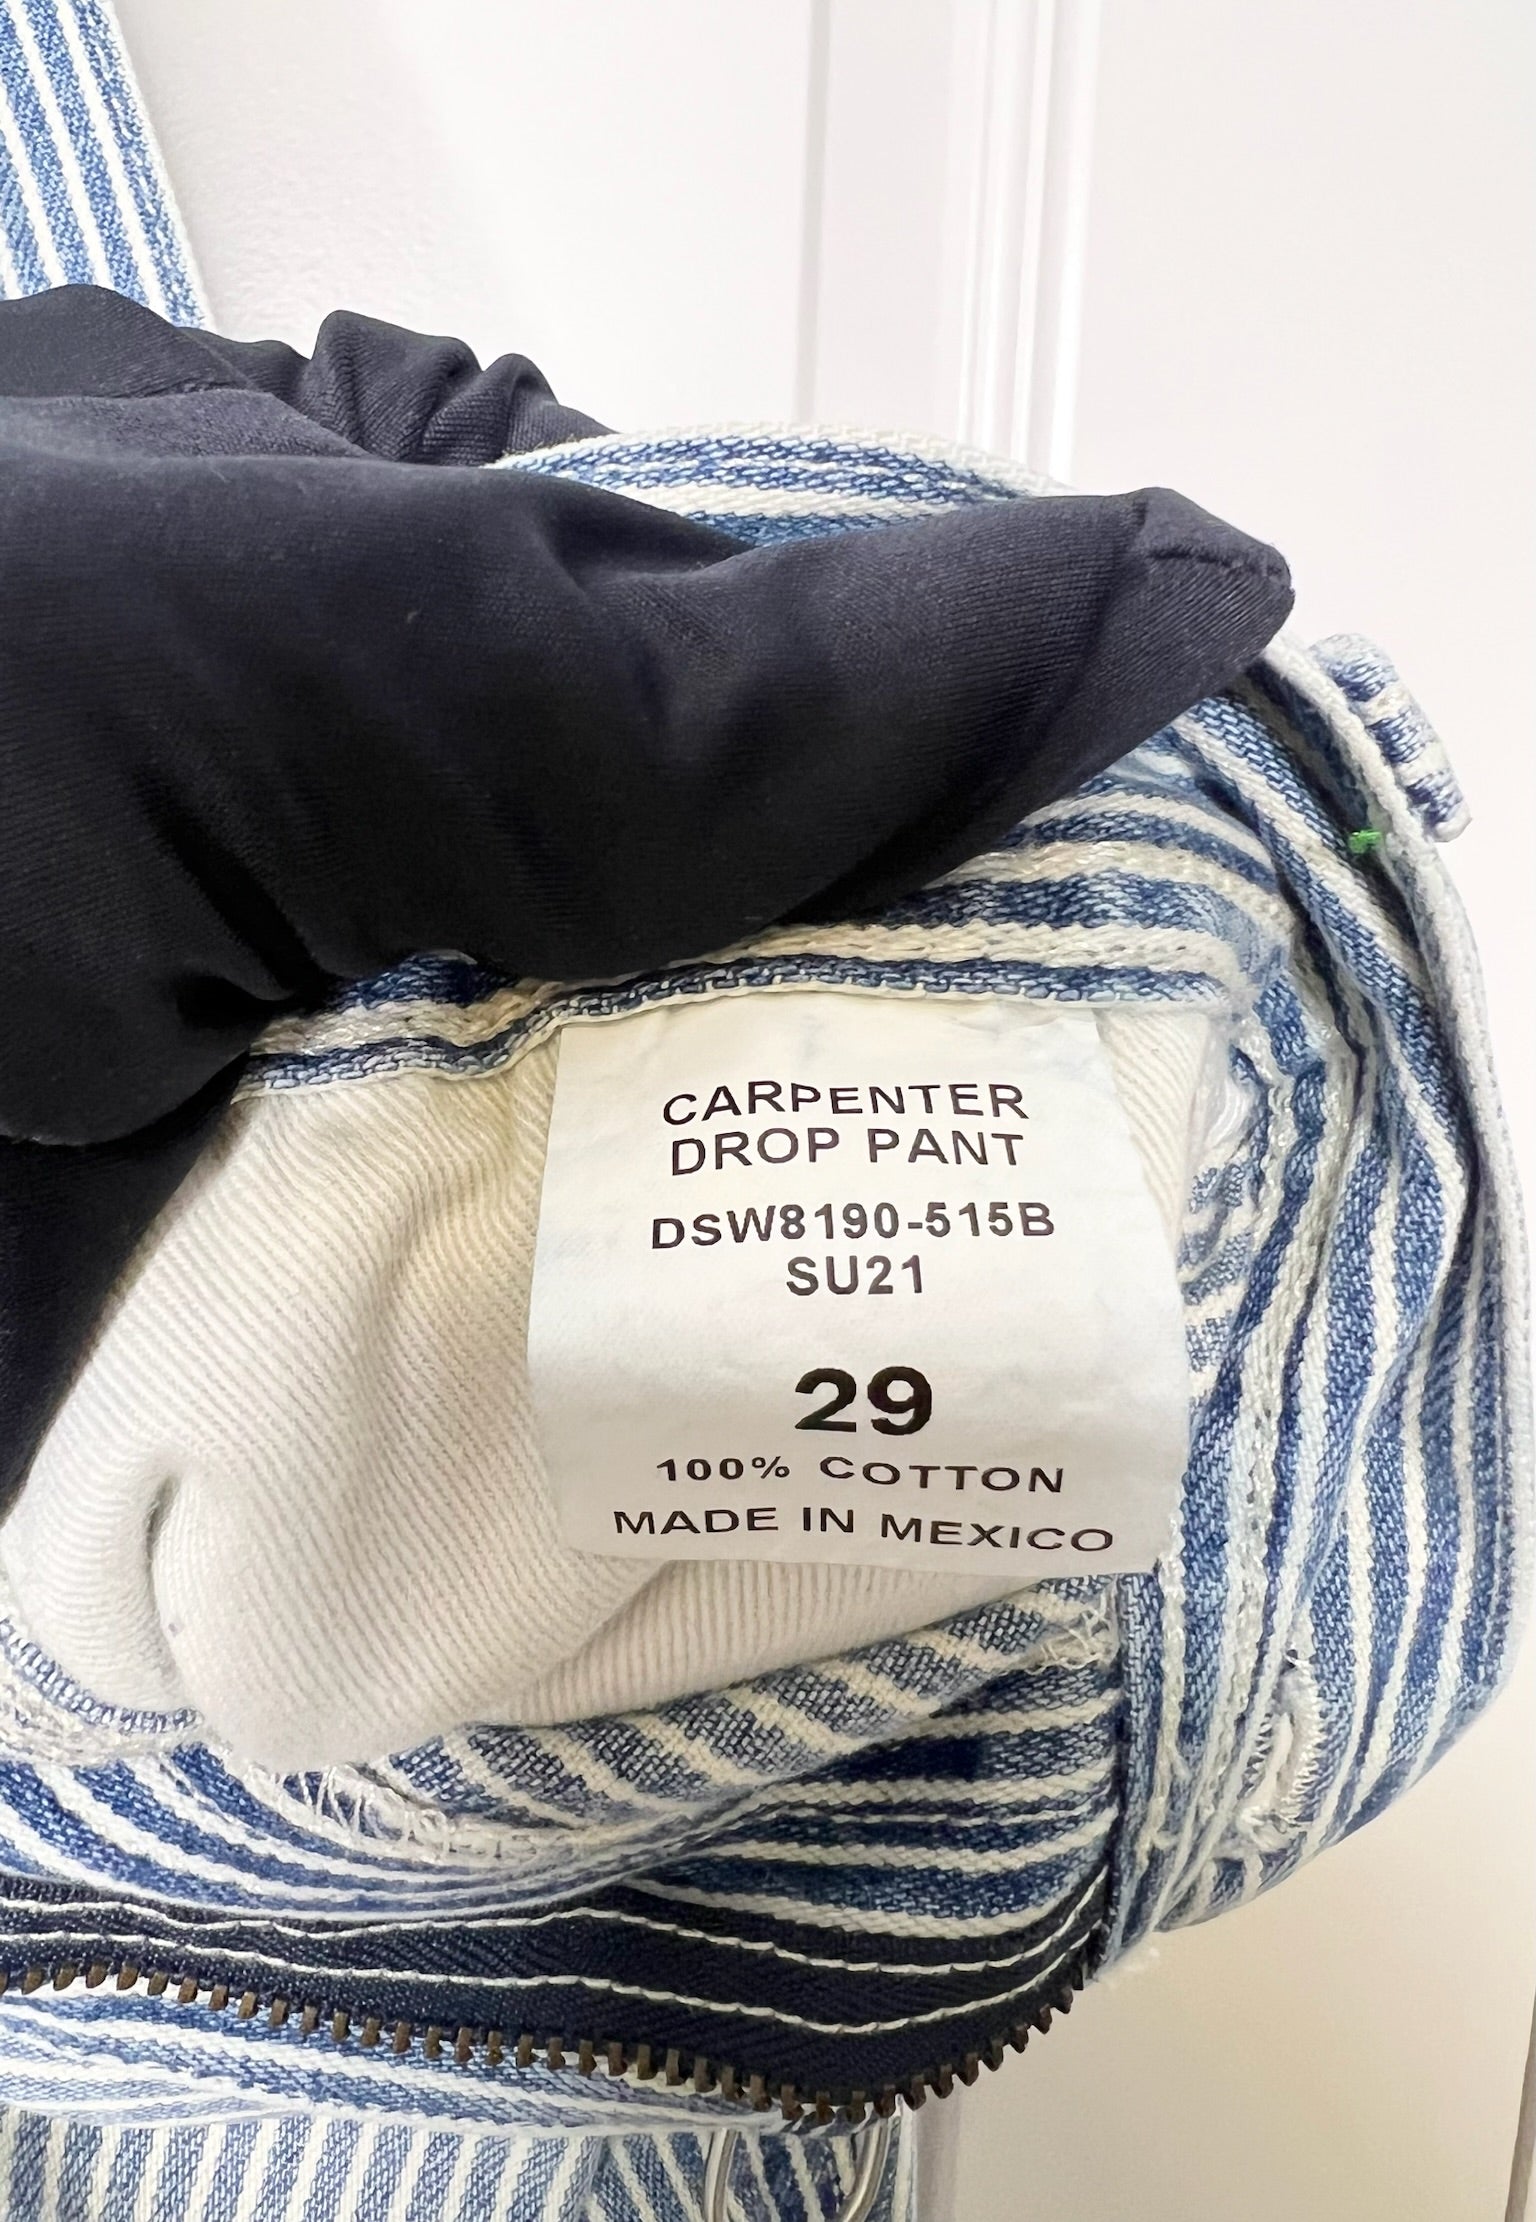 CARPENTER
DROP PANT
DSW8190-515B
SU21
29
100% COTTON
MADE IN MEXICO